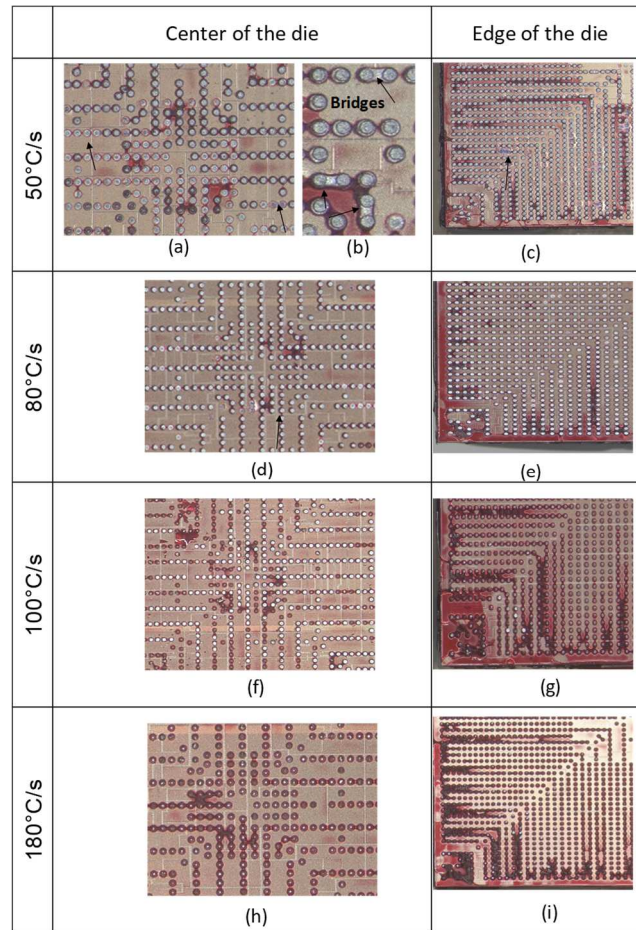 Center of the die
Edge of the die
50°C/s
Bridges
(a)
(b)
(c)
80°C/s
(d)
(e)
100°C/s
(f)
(g)
180°C/s
(h)
(i)